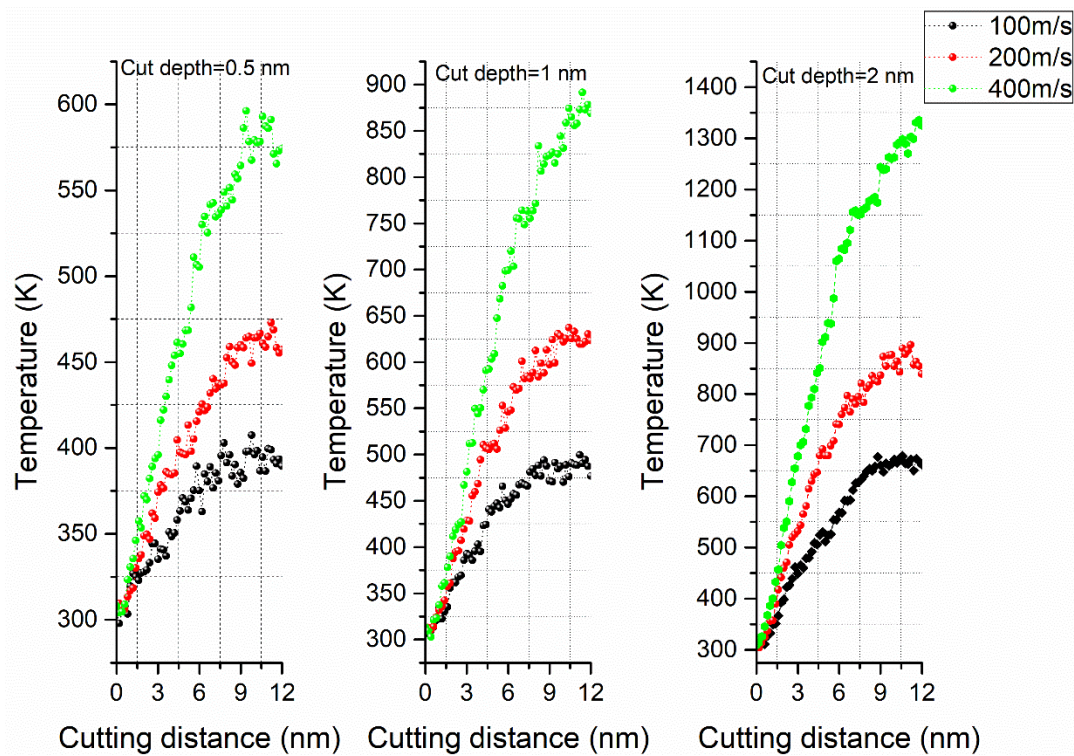 100m/s
200m/s
400m/s
Cut depth=0.5 nm
600
550
500
450
400
350
300
0 3 6 9 12
Temperature (K)
Cutting distance (nm)
Cut depth=1 nm
900
850
800
750
700
650
600
550
500
450
400
350
300
0 3 6 9 12
Temperature (K)
Cutting distance (nm)
Cut depth=2 nm
1400
1300
1200
1100
1000
900
800
700
600
500
400
300
0 3 6 9 12
Temperature (K)
Cutting distance (nm)